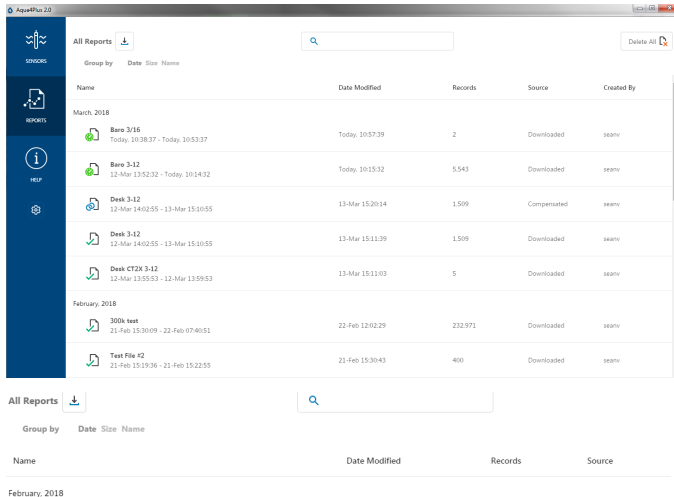 Aqua4Plus 2.0
SENSORS
REPORTS
HELP
All Reports
Delete All
Group by Date Size Name
Name Date Modified Records Source Created By
March, 2018
Baro 3/16
Today, 10:38:37 - Today, 10:53:37 Today, 10:57:39 2 Downloaded seanv
Baro 3-12
12-Mar 13:52:32 - Today, 10:14:32 Today, 10:15:32 5,543 Downloaded seanv
Desk 3-12
12-Mar 14:02:55 - 13-Mar 15:10:55 13-Mar 15:20:14 1,509 Compensated seanv
Desk 3-12
12-Mar 14:02:55 - 13-Mar 15:10:55 13-Mar 15:11:39 1,509 Downloaded seanv
Desk CT2X 3-12
12-Mar 13:55:53 - 12-Mar 13:59:53 13-Mar 15:11:03 5 Downloaded seanv
February, 2018
300k test
21-Feb 15:30:09 - 22-Feb 07:40:51 22-Feb 12:02:29 232,971 Downloaded seanv
Test File #2
21-Feb 15:19:36 - 21-Feb 15:22:55 21-Feb 15:30:43 400 Downloaded seanv
All Reports
Group by Date Size Name
Name Date Modified Records Source
February, 2018